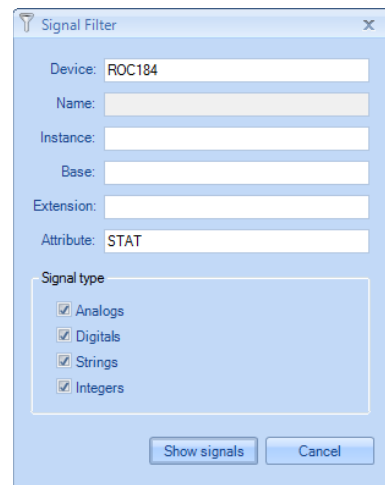 Signal Filter
Device: ROC184
Name:
Instance:
Base:
Extension:
Attribute: STAT
Signal type
Analogs
Digitals
Strings
Integers
Show signals Cancel